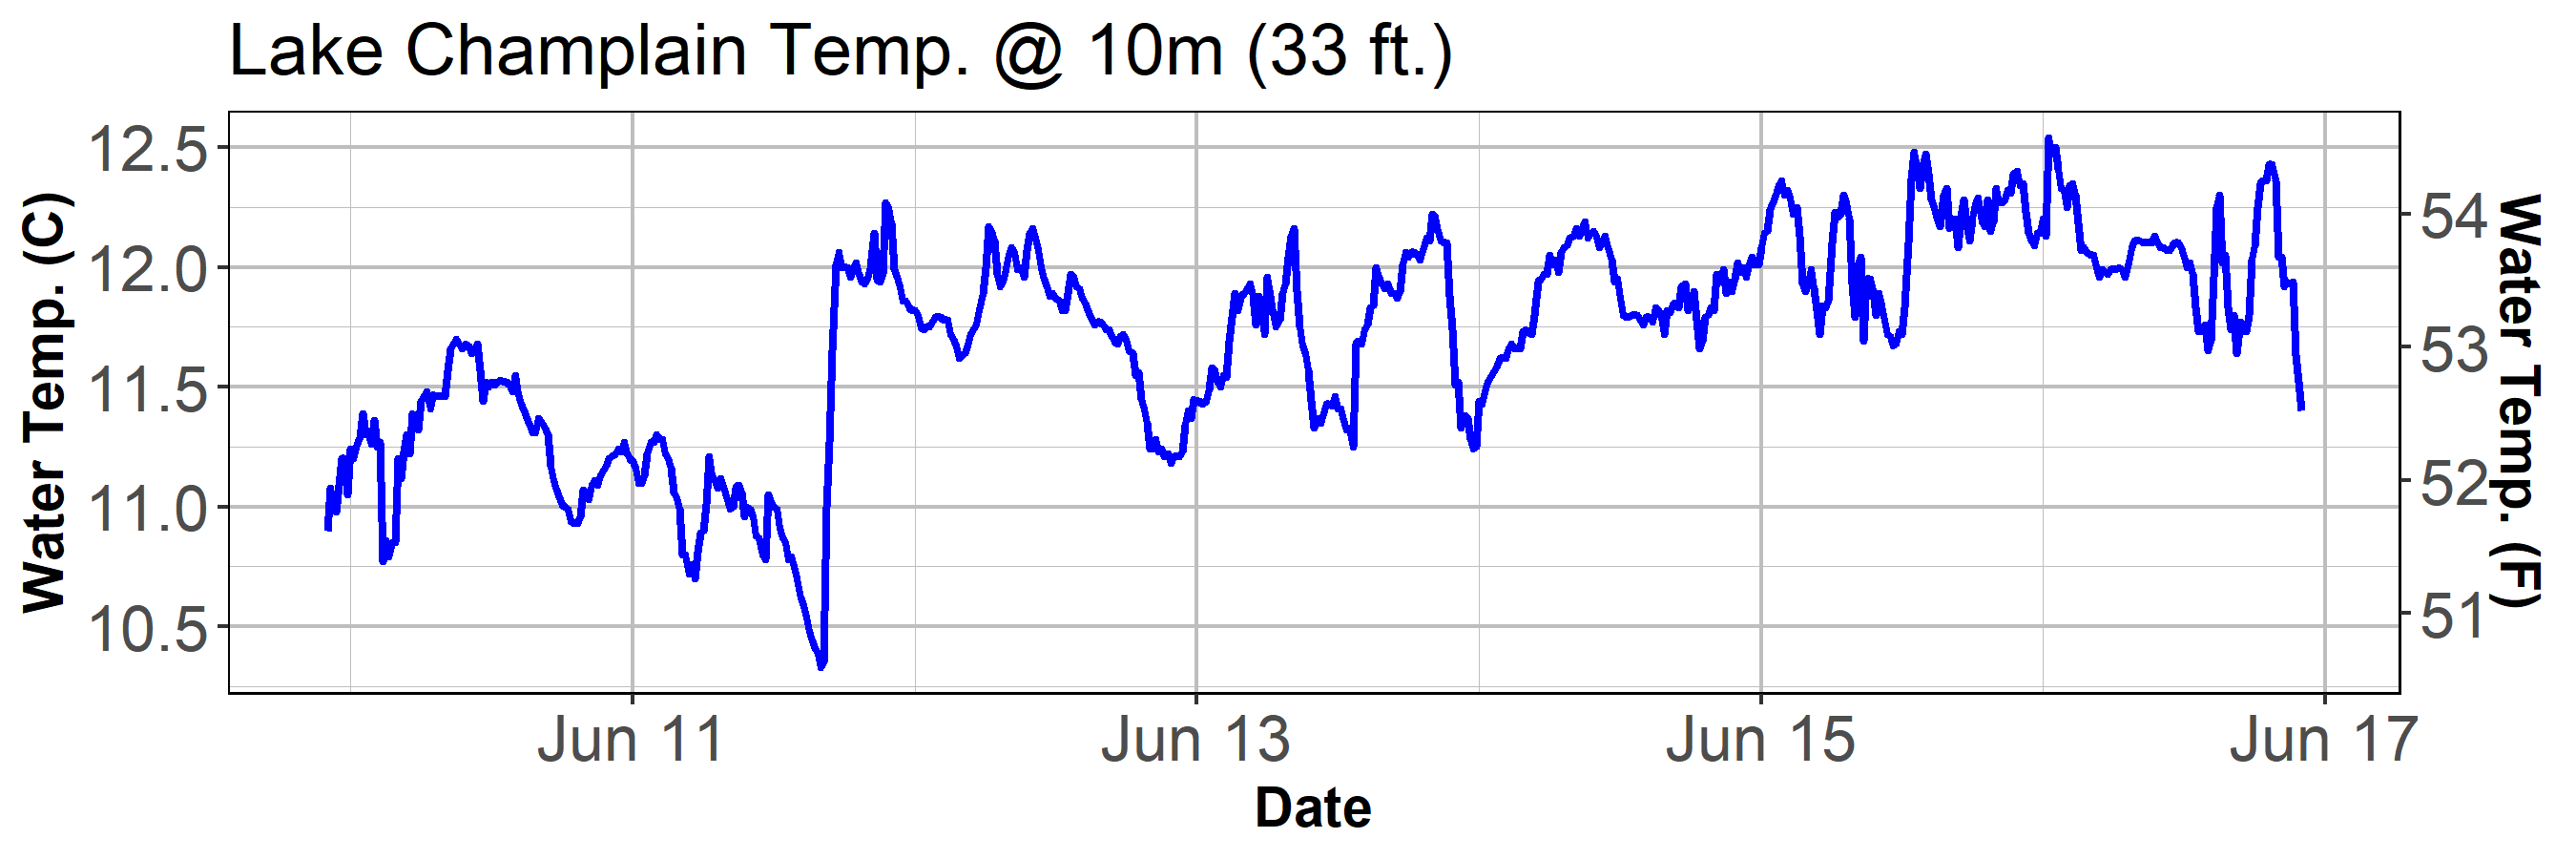 Lake Champlain Temp. @ 10m (33 ft.)
Water Temp. (C)
12.5
12.0
11.5
11.0
10.5
54
53
52
51
Water Temp. (F)
Jun 11
Jun 13
Jun 15
Jun 17
Date